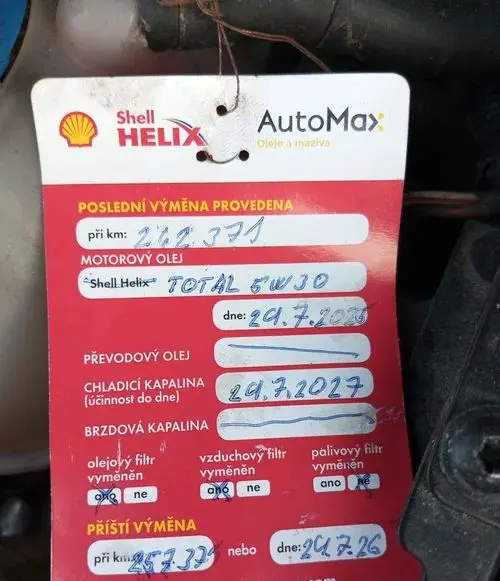 Shell
HELIX
AutoMax
Oleje a maziva
POSLEDNÍ VÝMĚNA PROVEDENA
při km: 242.371
MOTOROVÝ OLEJ
Shell Helix TOTAL 5W30
dne: 29.7.2025
PŘEVODOVÝ OLEJ
CHLADICÍ KAPALINA
(účinnost do dne) 29.7.2027
BRZDOVÁ KAPALINA
olejový filtr vyměněn
ano ne
vzduchový filtr vyměněn
ano ne
palivový filtr vyměněn
ano ne
PŘÍŠTÍ VÝMĚNA
při km: 257.371 nebo dne: 29.7.26